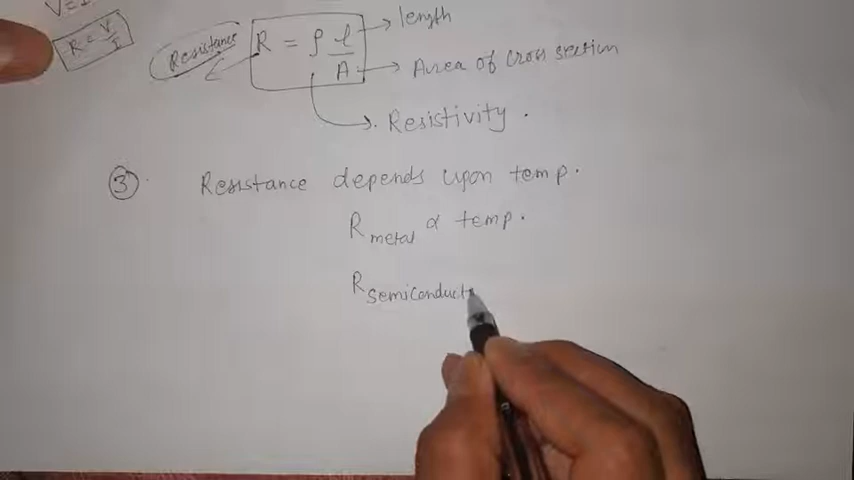 R = V/I
Resistance R = ρ l/A
length
Area of cross section
Resistivity .
③ . Resistance depends upon temp.
R metal ∝ temp.
R semiconduct